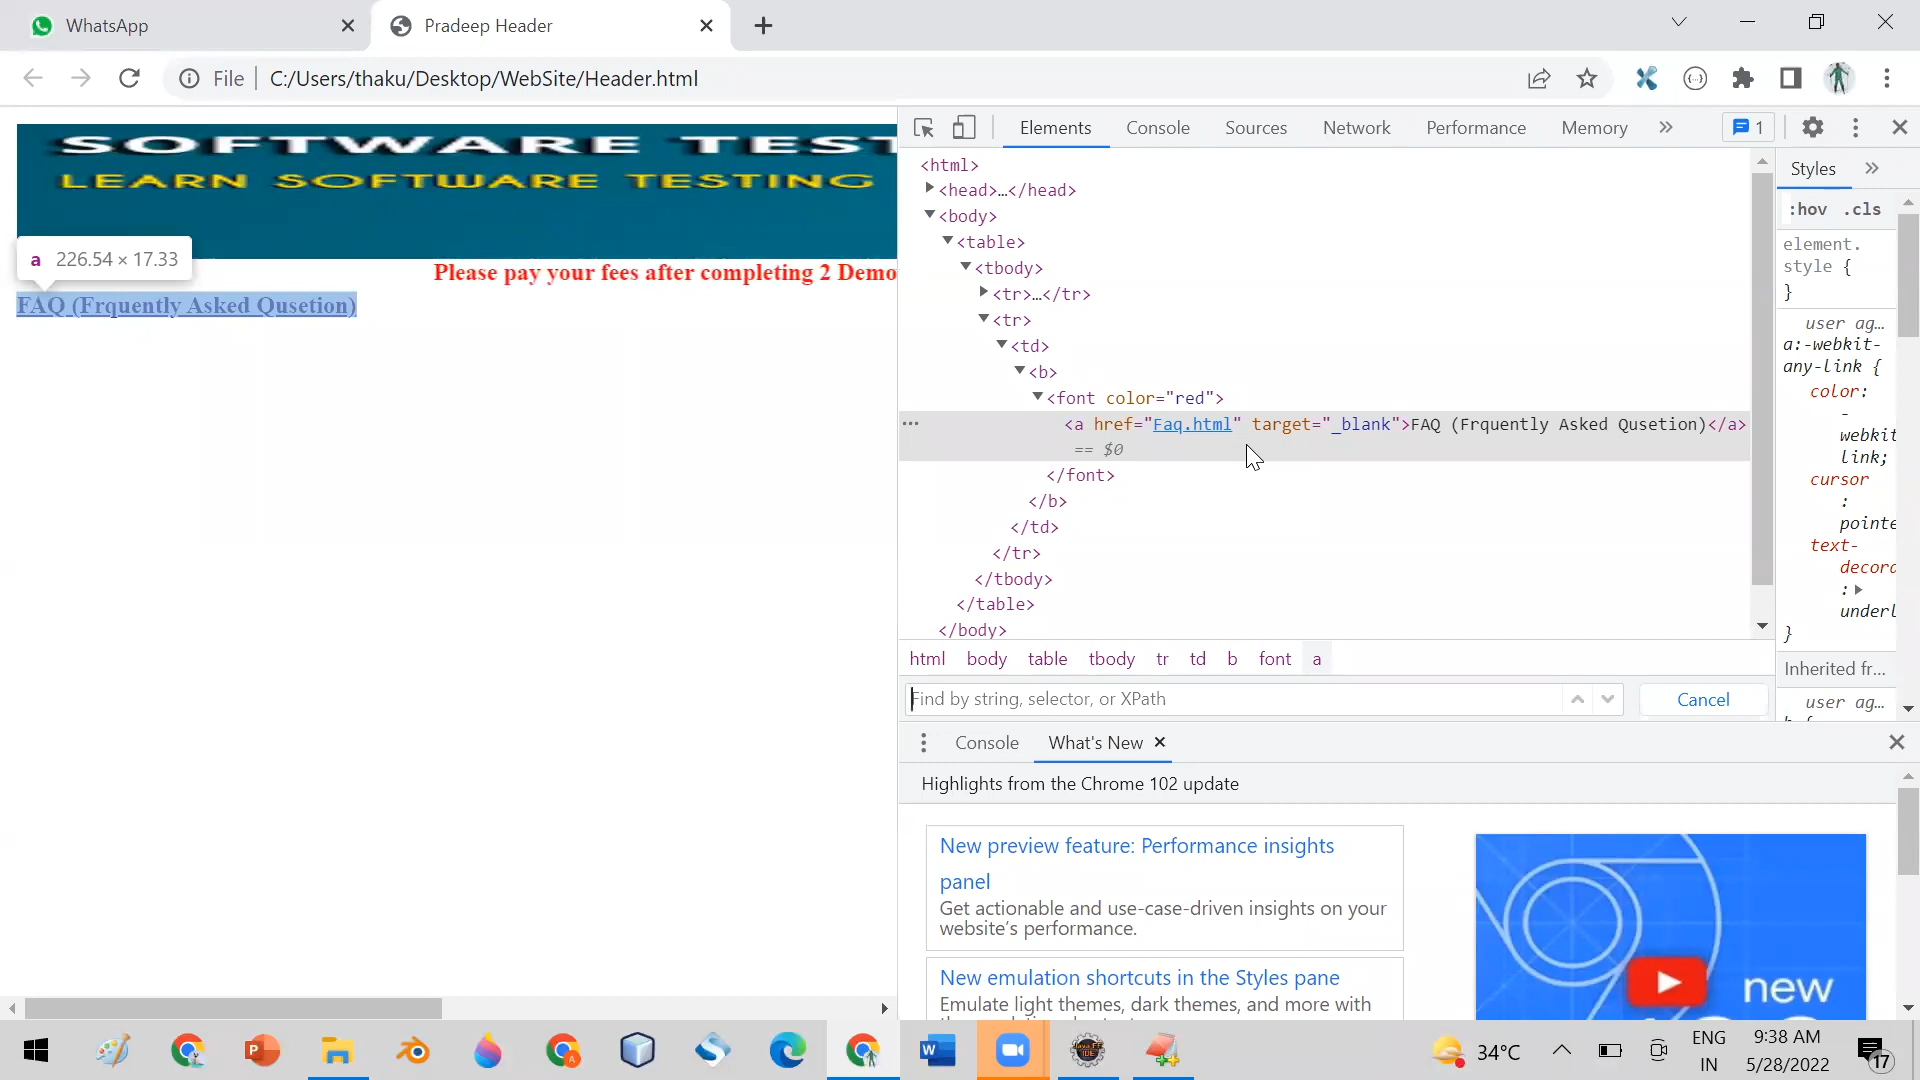 WhatsApp
Pradeep Header
File
C:/Users/thaku/Desktop/WebSite/Header.html
SOFTWARE TEST
LEARN SOFTWARE TESTING
a 226.54 × 17.33
Please pay your fees after completing 2 Demo
FAQ (Frquently Asked Qusetion)
Elements Console Sources Network Performance Memory » 1
<html>
<head>…</head>
<body>
<table>
<tbody>
<tr>…</tr>
<tr>
<td>
<b>
<font color="red">
<a href="Faq.html" target="_blank">FAQ (Frquently Asked Qusetion)</a>
== $0
</font>
</b>
</td>
</tr>
</tbody>
</table>
</body>
html body table tbody tr td b font a
Find by string, selector, or XPath
Cancel
Styles »
:hov .cls
element.
style {
}
user ag…
a:-webkit-
any-link {
color:
-
webkit
link;
cursor
:
pointe
text-
decora
:
underl
}
Inherited fr…
user ag…
Console What's New
Highlights from the Chrome 102 update
New preview feature: Performance insights
panel
Get actionable and use-case-driven insights on your
website's performance.
New emulation shortcuts in the Styles pane
Emulate light themes, dark themes, and more with
new
34°C
ENG
IN
9:38 AM
5/28/2022
17